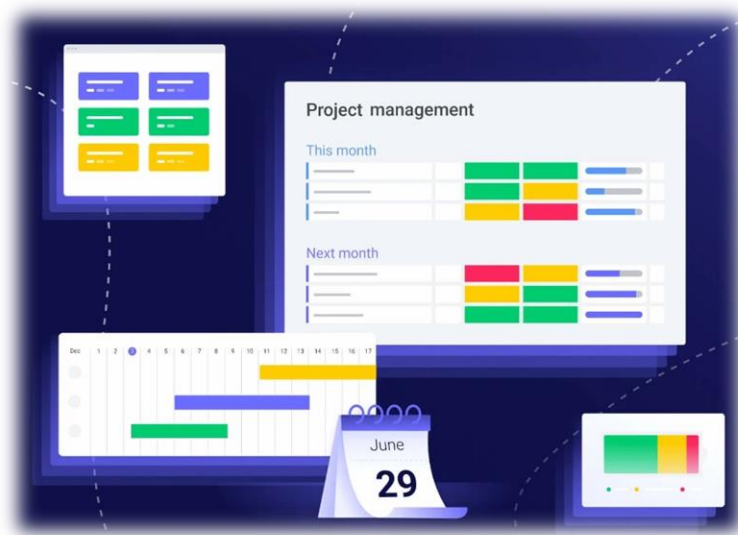 Project management
This month
Next month
Dec 1 2 3 4 5 6 7 8 9 10 11 12 13 14 15 16 17
June
29